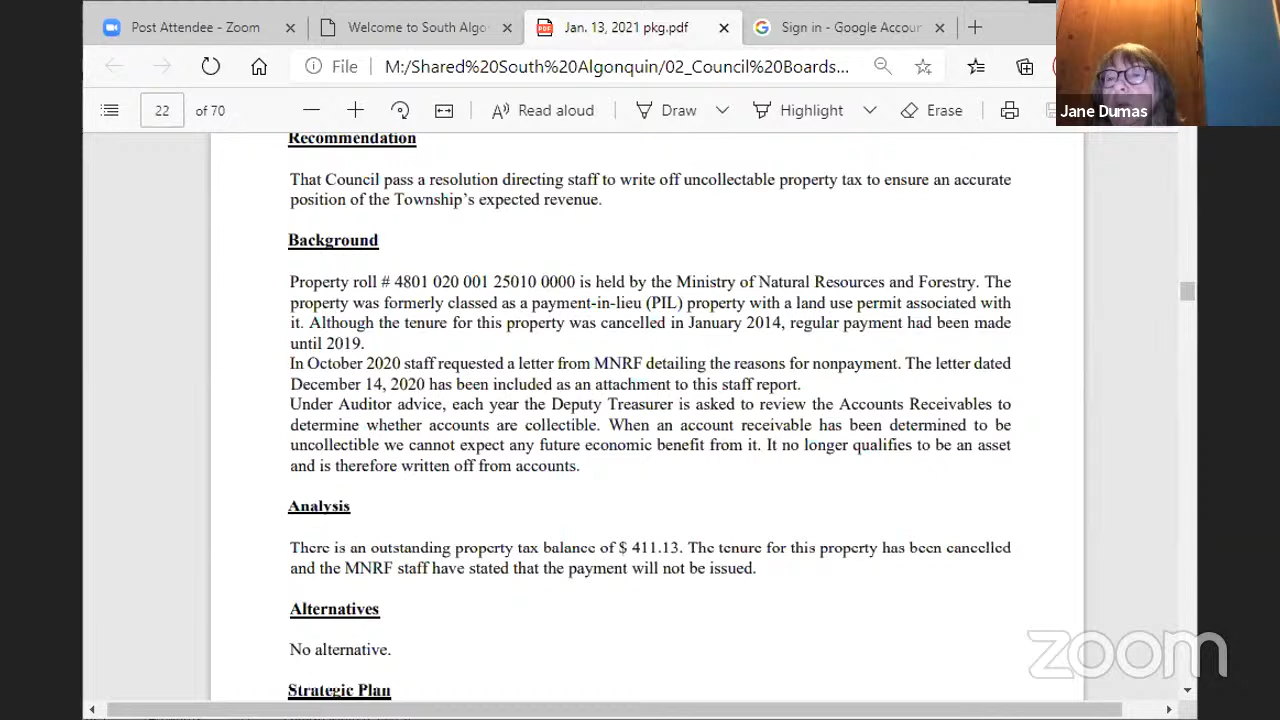 Post Attendee - Zoom
Welcome to South Algo
Jan. 13, 2021 pkg.pdf
Sign in - Google Accour
File
M:/Shared%20South%20Algonquin/02_Council%20Boards...
22 of 70
Read aloud
Draw
Highlight
Erase
Jane Dumas
Recommendation
That Council pass a resolution directing staff to write off uncollectable property tax to ensure an accurate
position of the Township's expected revenue.
Background
Property roll # 4801 020 001 25010 0000 is held by the Ministry of Natural Resources and Forestry. The
property was formerly classed as a payment-in-lieu (PIL) property with a land use permit associated with
it. Although the tenure for this property was cancelled in January 2014, regular payment had been made
until 2019.
In October 2020 staff requested a letter from MNRF detailing the reasons for nonpayment. The letter dated
December 14, 2020 has been included as an attachment to this staff report.
Under Auditor advice, each year the Deputy Treasurer is asked to review the Accounts Receivables to
determine whether accounts are collectible. When an account receivable has been determined to be
uncollectible we cannot expect any future economic benefit from it. It no longer qualifies to be an asset
and is therefore written off from accounts.
Analysis
There is an outstanding property tax balance of $ 411.13. The tenure for this property has been cancelled
and the MNRF staff have stated that the payment will not be issued.
Alternatives
No alternative.
Strategic Plan
zoom